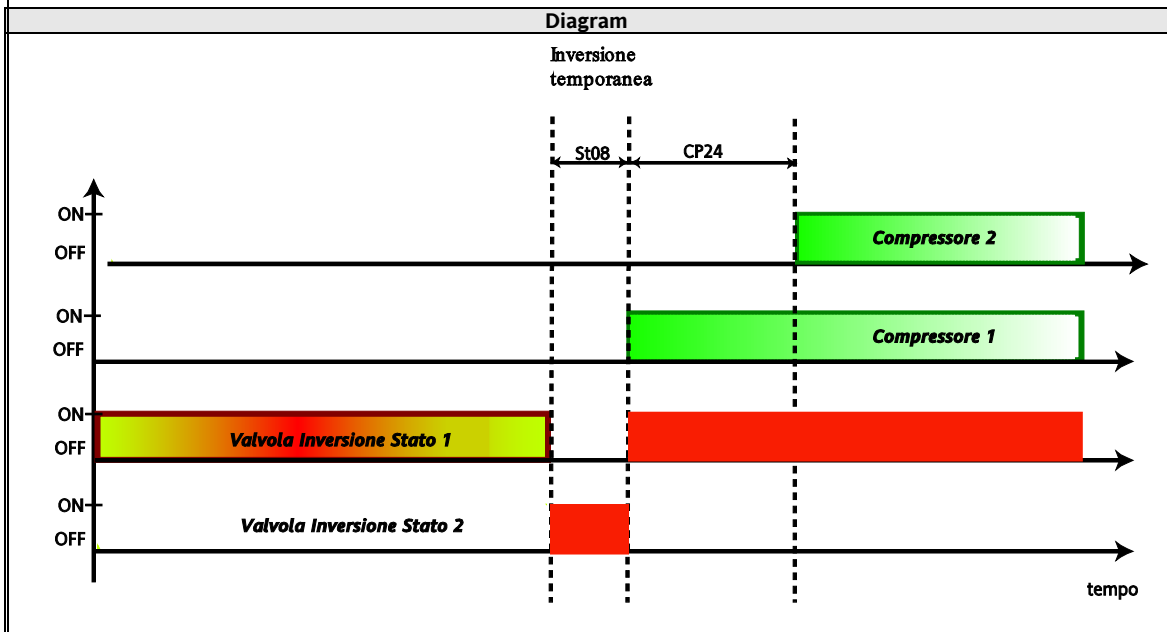 Diagram
Inversione
temporanea
St08
CP24
ON
OFF
Compressore 2
ON
OFF
Compressore 1
ON
OFF
Valvola Inversione Stato 1
ON
OFF
Valvola Inversione Stato 2
tempo